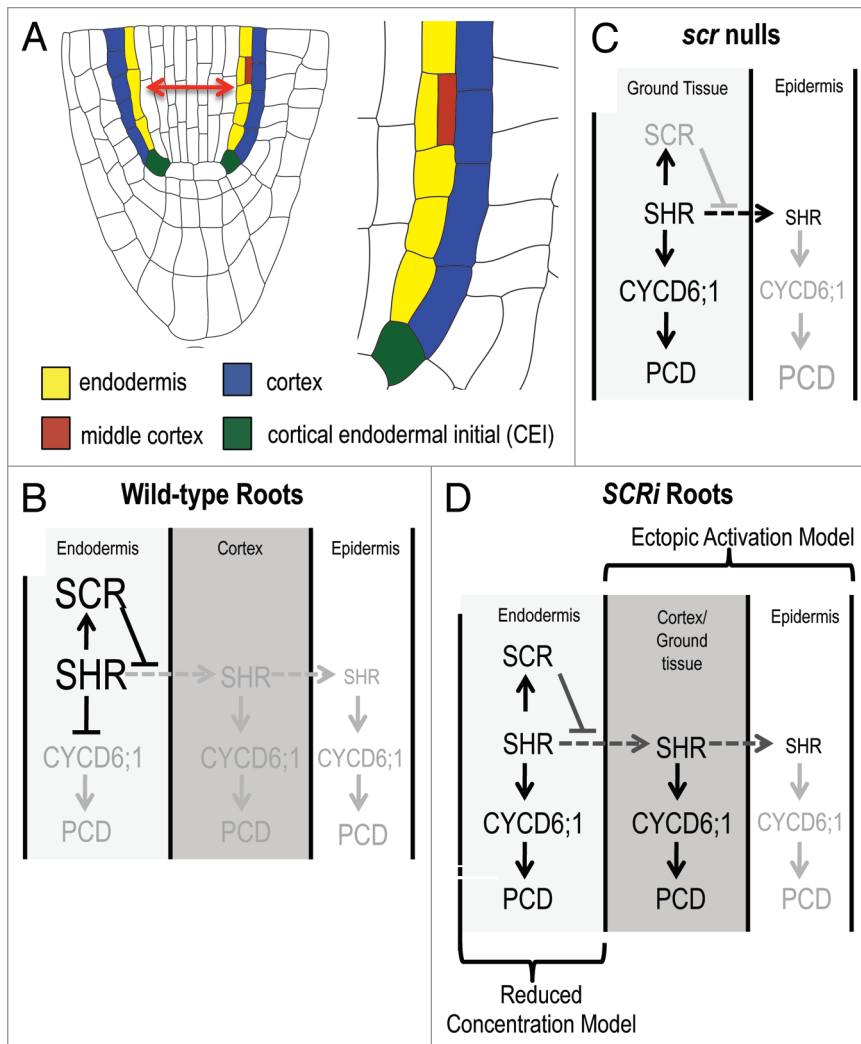 A
endodermis
cortex
middle cortex
cortical endodermal initial (CEI)
C
scr nulls
Ground Tissue
Epidermis
SCR
SHR
SHR
CYCD6;1
CYCD6;1
PCD
PCD
B
Wild-type Roots
Endodermis
Cortex
Epidermis
SCR
SHR
SHR
SHR
CYCD6;1
CYCD6;1
CYCD6;1
PCD
PCD
PCD
D
SCRi Roots
Ectopic Activation Model
Endodermis
Cortex/
Ground
tissue
Epidermis
SCR
SHR
SHR
SHR
CYCD6;1
CYCD6;1
CYCD6;1
PCD
PCD
PCD
Reduced
Concentration Model